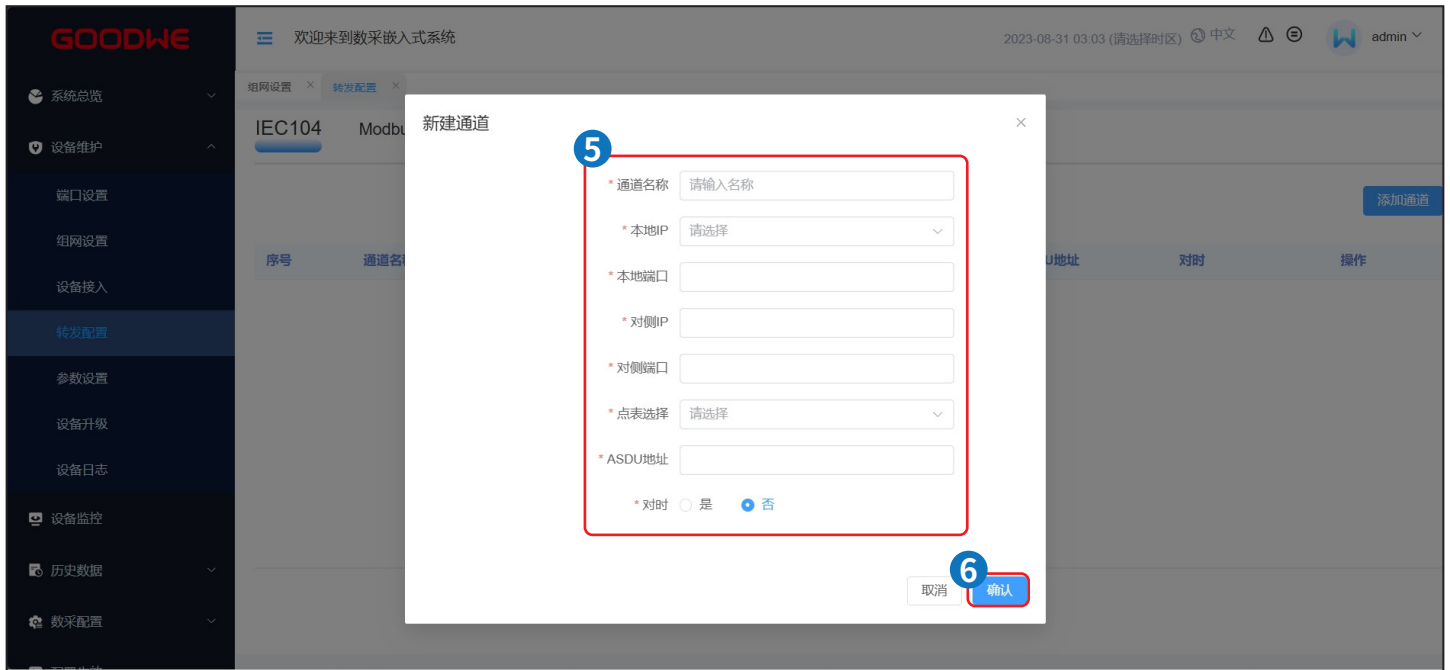 GOODWE
欢迎来到数采嵌入式系统
2023-08-31 03:03 (请选择时区) 中文
admin
组网设置 × 转发配置 ×
系统总览
设备维护
端口设置
组网设置
设备接入
转发配置
参数设置
设备升级
设备日志
设备监控
历史数据
数采配置
IEC104 Modbu
添加通道
序号 通道名 U地址 对时 操作
新建通道 ×
5
* 通道名称 请输入名称
* 本地IP 请选择
* 本地端口
* 对侧IP
* 对侧端口
* 点表选择 请选择
* ASDU地址
* 对时 是 否
6
取消 确认